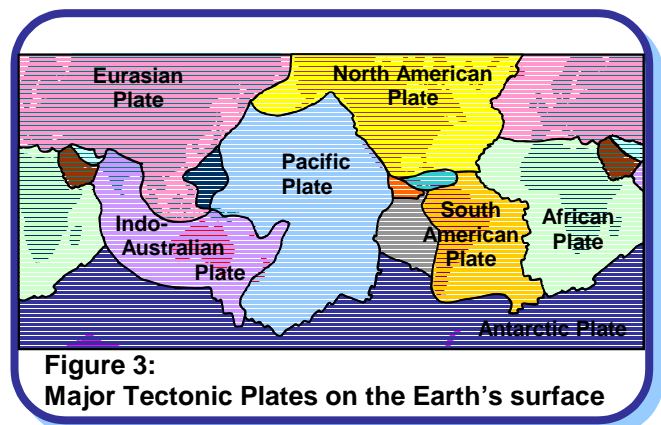 Eurasian
Plate
North American
Plate
Pacific
Plate
Indo-
Australian
Plate
South
American
Plate
African
Plate
Antarctic Plate
Figure 3:
Major Tectonic Plates on the Earth's surface